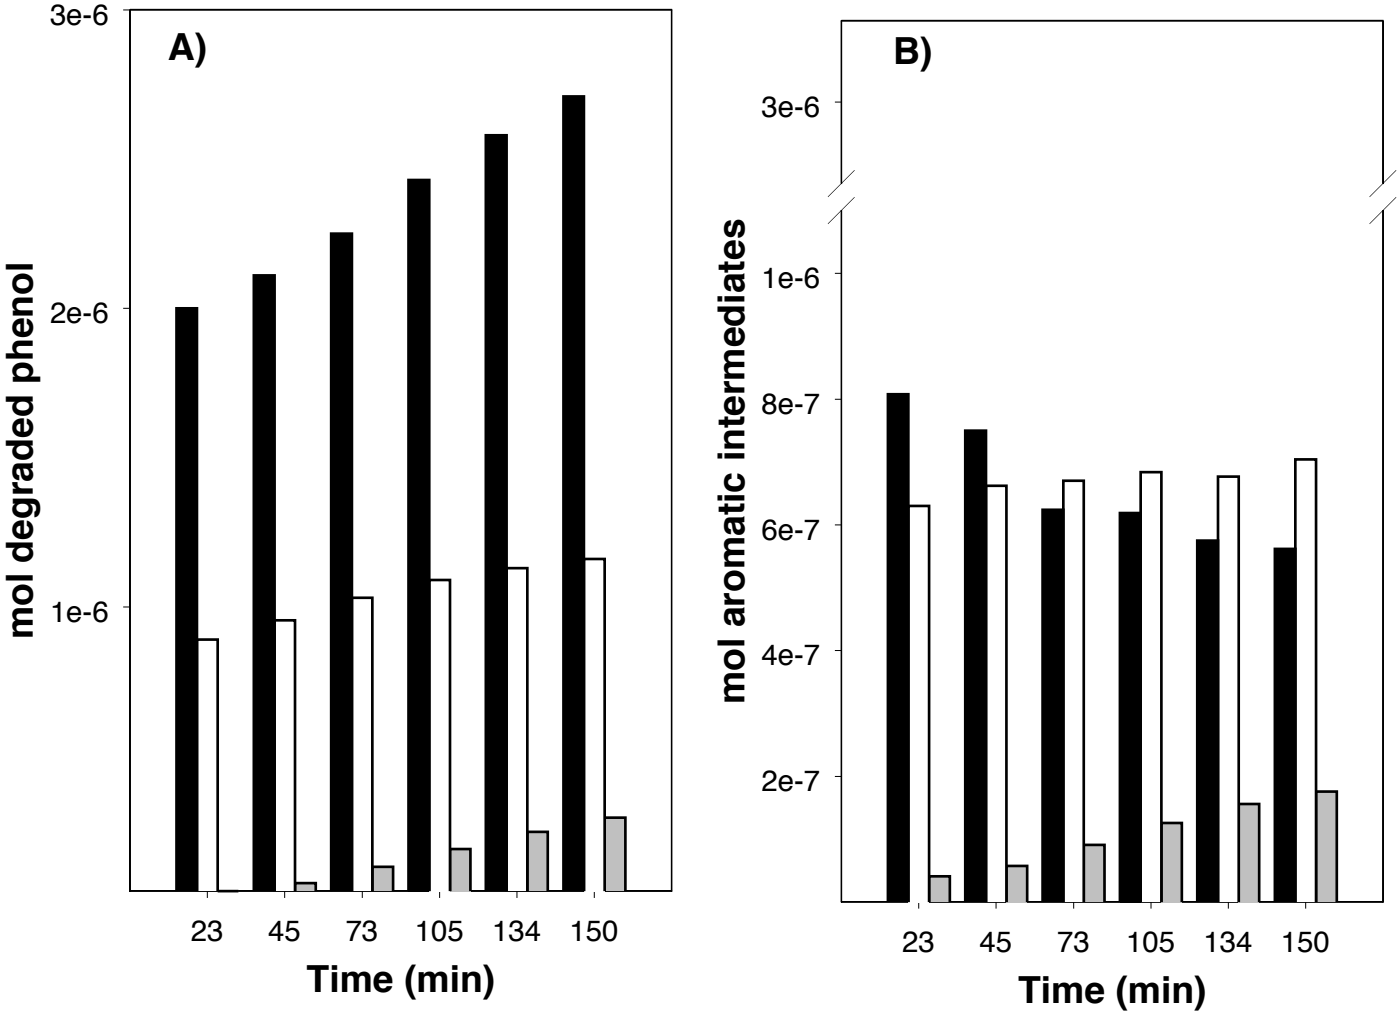 A)
3e-6
2e-6
1e-6
mol degraded phenol
23 45 73 105 134 150
Time (min)
B)
3e-6
1e-6
8e-7
6e-7
4e-7
2e-7
mol aromatic intermediates
23 45 73 105 134 150
Time (min)